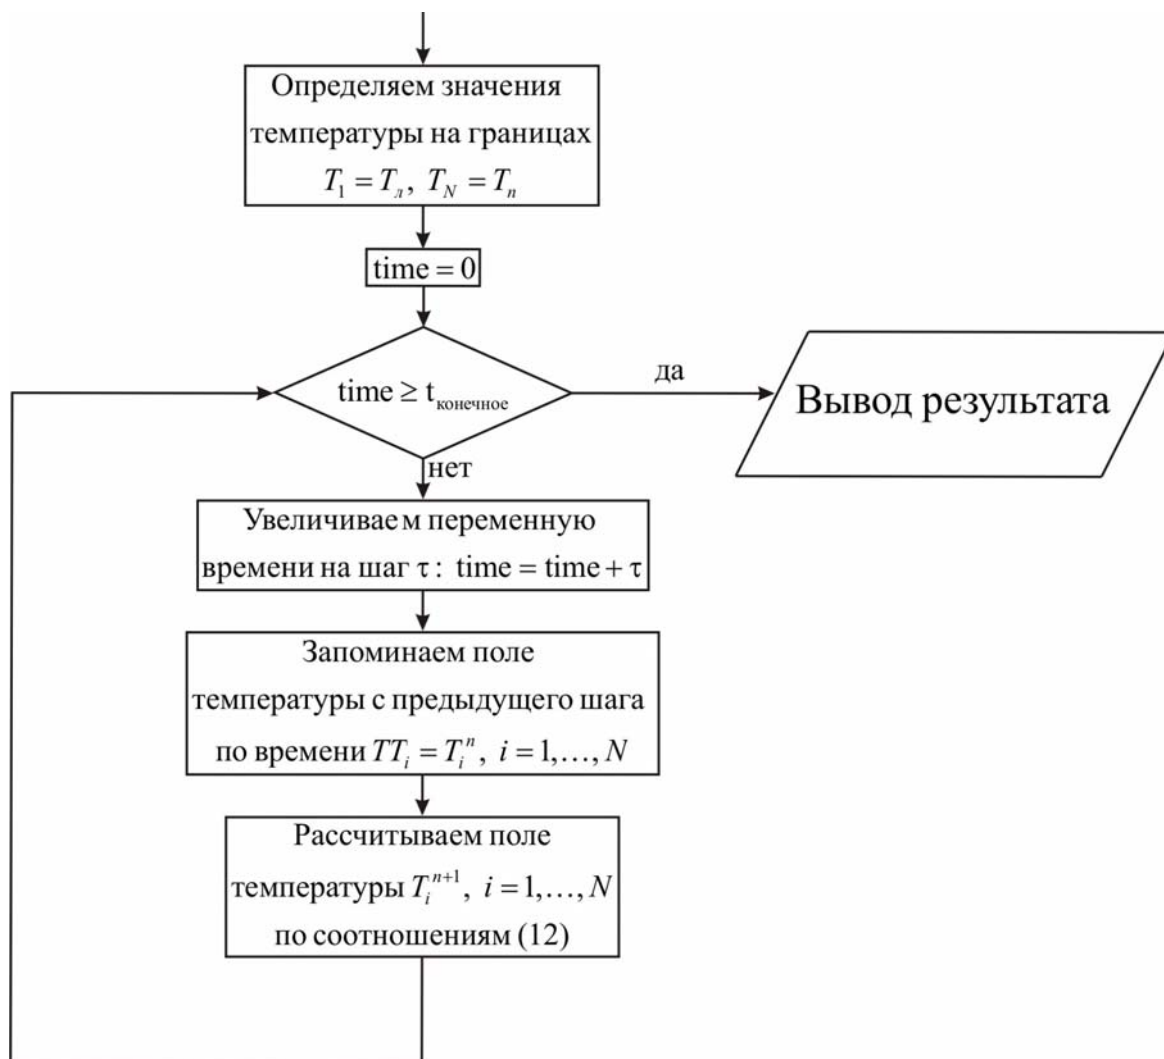 Определяем значения
температуры на границах
T₁ = Tл, T_N = Tп
time = 0
time ≥ t конечное
да
Вывод результата
нет
Увеличиваем переменную
времени на шаг τ: time = time + τ
Запоминаем поле
температуры с предыдущего шага
по времени TTᵢ = Tᵢⁿ, i = 1,…, N
Рассчитываем поле
температуры Tᵢⁿ⁺¹, i = 1,…, N
по соотношениям (12)